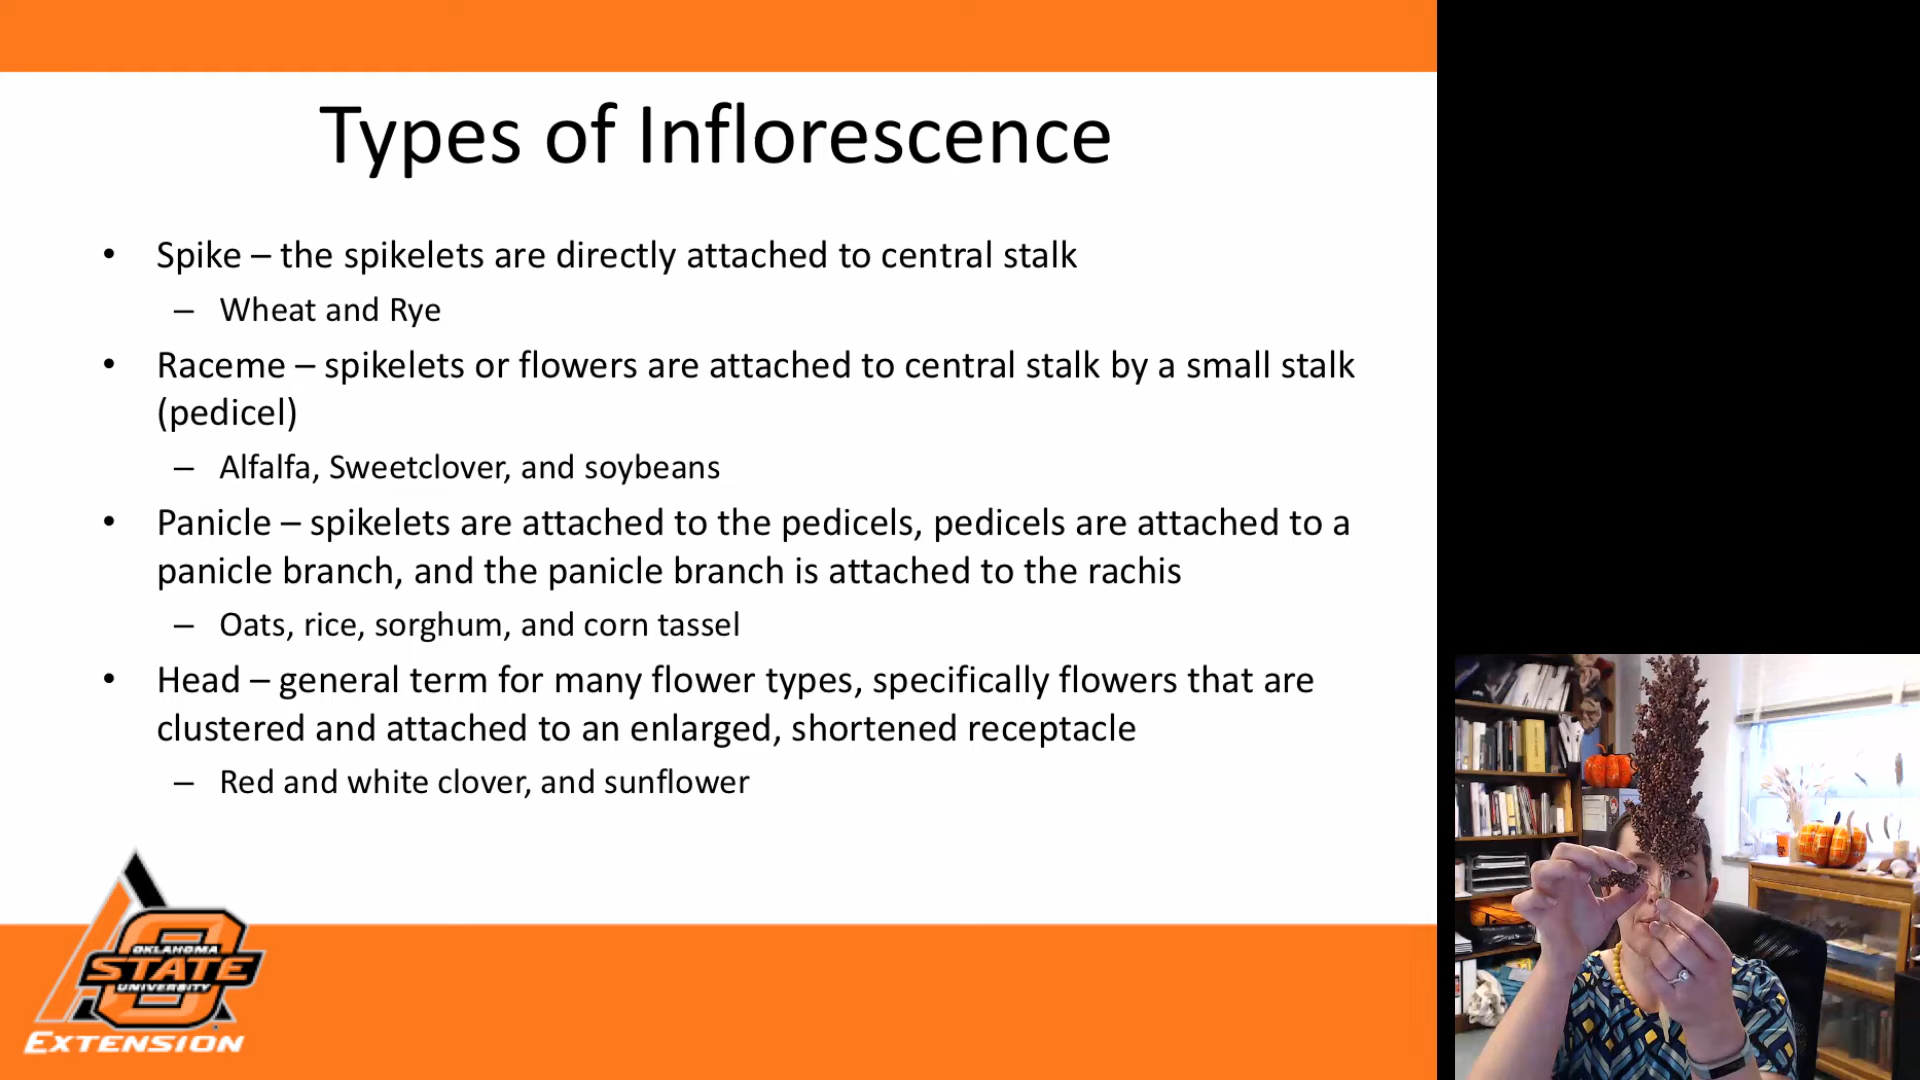 Types of Inflorescence
• Spike – the spikelets are directly attached to central stalk
– Wheat and Rye
• Raceme – spikelets or flowers are attached to central stalk by a small stalk
(pedicel)
– Alfalfa, Sweetclover, and soybeans
• Panicle – spikelets are attached to the pedicels, pedicels are attached to a
panicle branch, and the panicle branch is attached to the rachis
– Oats, rice, sorghum, and corn tassel
• Head – general term for many flower types, specifically flowers that are
clustered and attached to an enlarged, shortened receptacle
– Red and white clover, and sunflower
OKLAHOMA
STATE
UNIVERSITY
EXTENSION